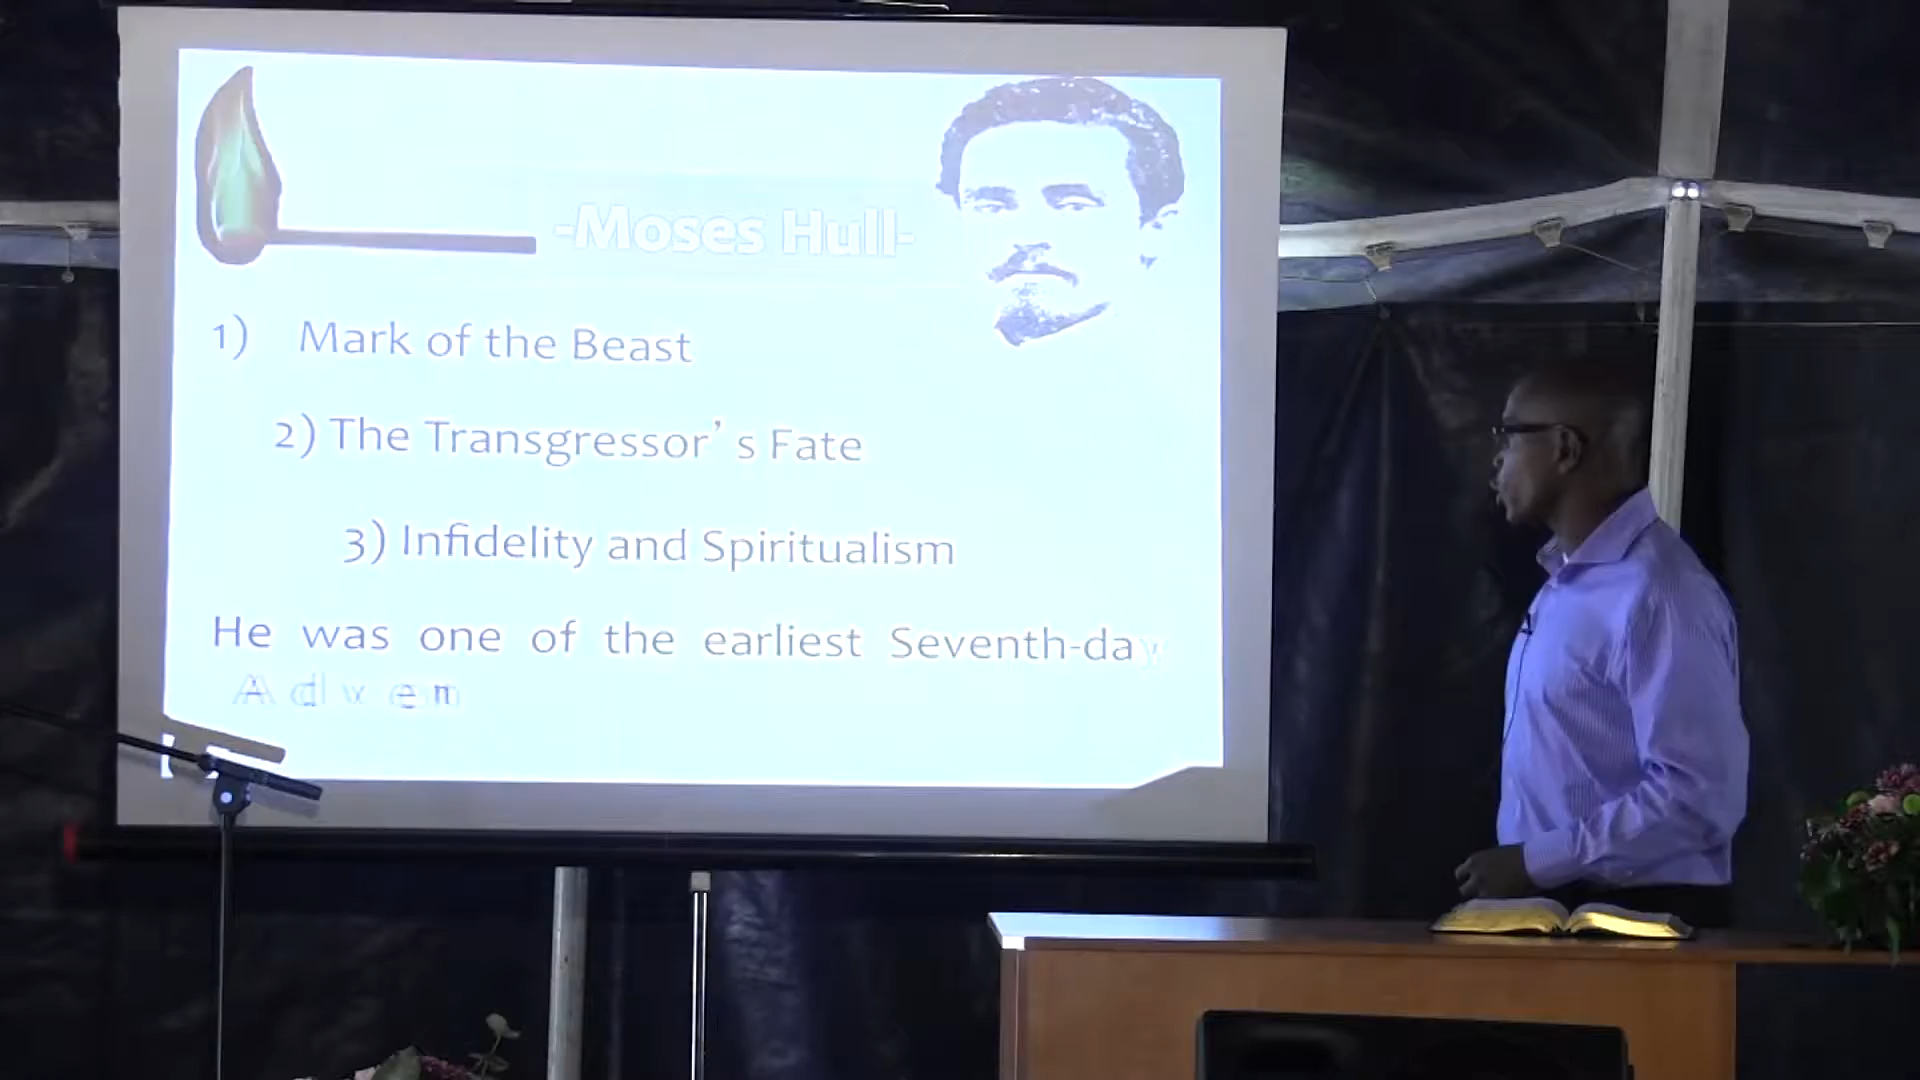 -Moses Hull-
1) Mark of the Beast
2) The Transgressor's Fate
3) Infidelity and Spiritualism
He was one of the earliest Seventh-day
Adven